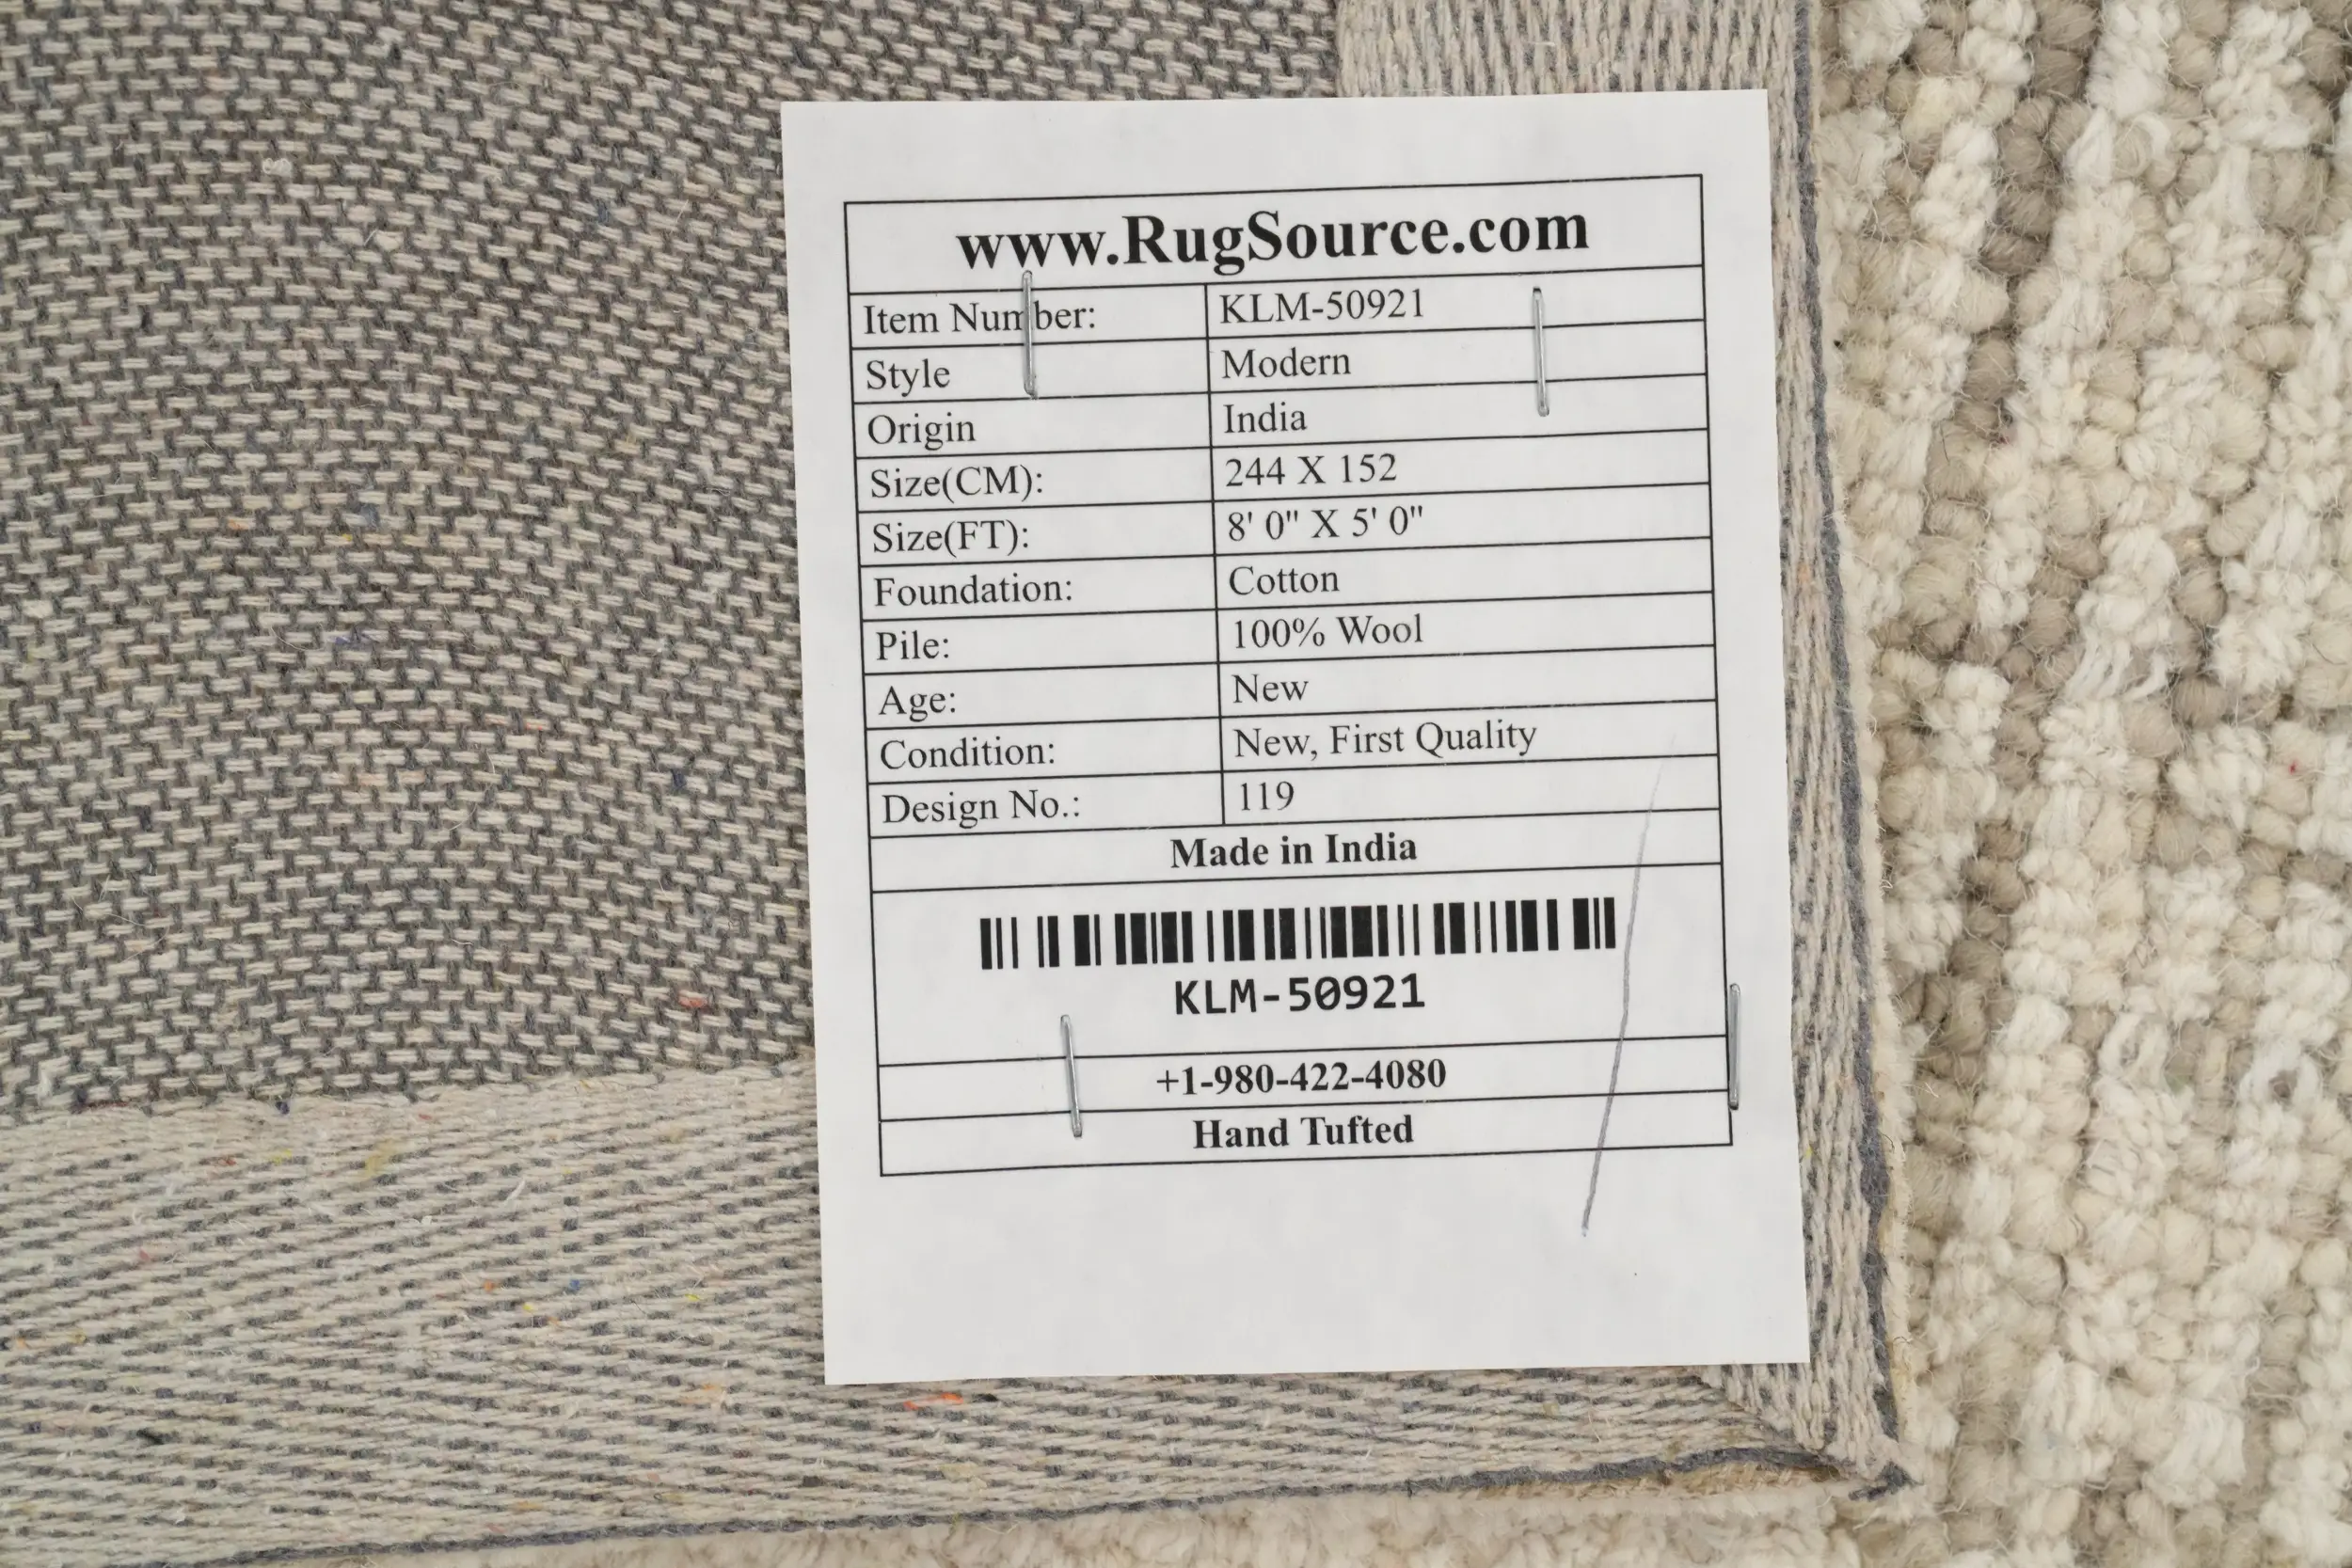 www.RugSource.com
Item Number: KLM-50921
Style Modern
Origin India
Size(CM): 244 X 152
Size(FT): 8' 0" X 5' 0"
Foundation: Cotton
Pile: 100% Wool
Age: New
Condition: New, First Quality
Design No.: 119
Made in India
KLM-50921
+1-980-422-4080
Hand Tufted